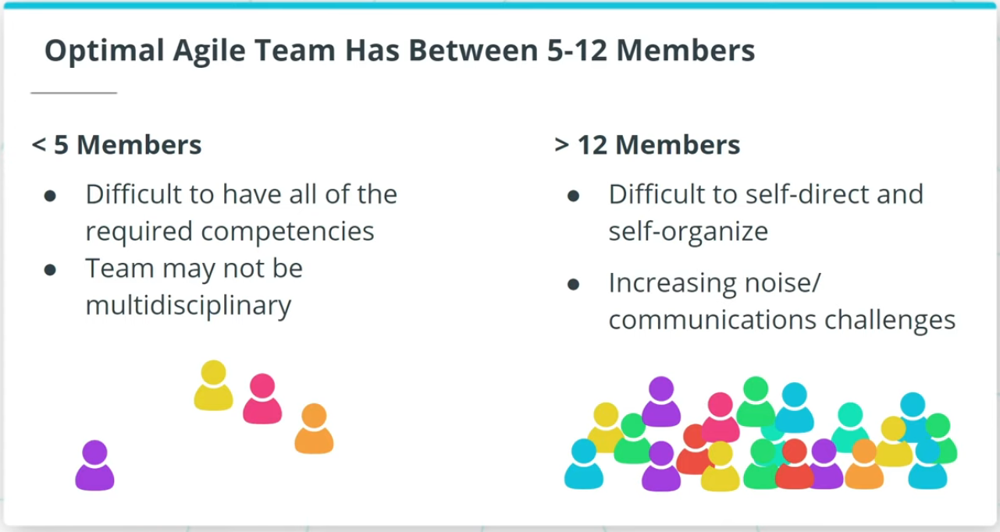 Optimal Agile Team Has Between 5-12 Members
< 5 Members
● Difficult to have all of the
required competencies
● Team may not be
multidisciplinary
> 12 Members
● Difficult to self-direct and
self-organize
● Increasing noise/
communications challenges